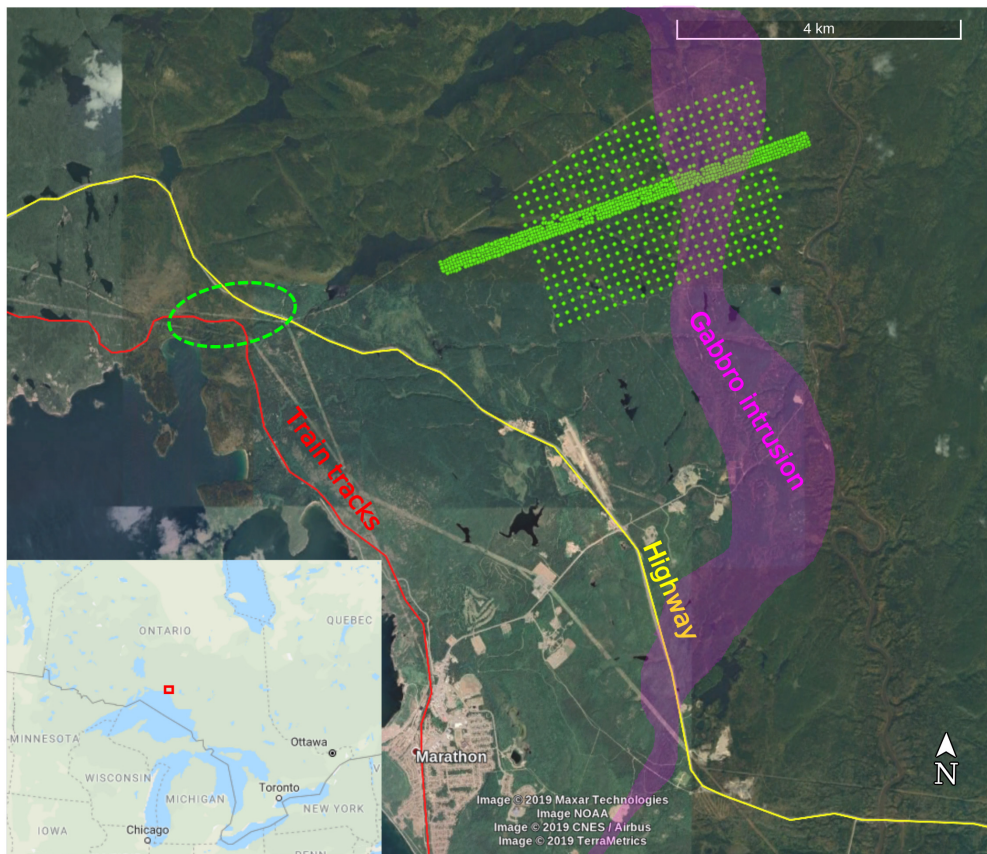 4 km
Gabbro intrusion
Train tracks
Highway
ONTARIO
QUEBEC
MINNESOTA
Ottawa
WISCONSIN
Toronto
MICHIGAN
NEW YORK
IOWA
Chicago
Marathon
N
Image © 2019 Maxar Technologies
Image NOAA
Image © 2019 CNES / Airbus
Image © 2019 TerraMetrics